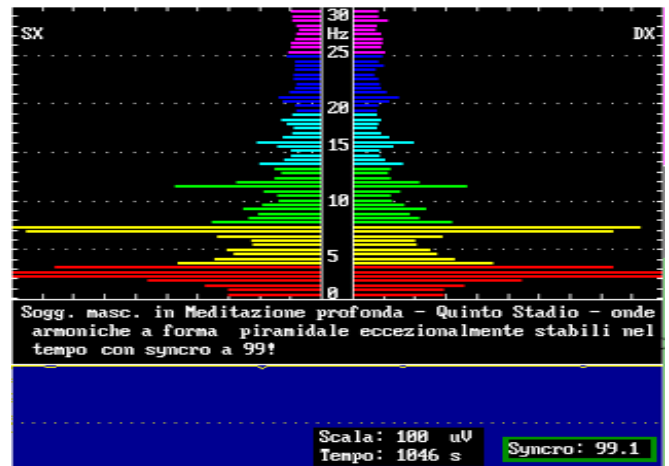 30
SX Hz DX
25
20
15
10
5
0
Sogg. masc. in Meditazione profonda - Quinto Stadio - onde
armoniche a forma piramidale eccezionalmente stabili nel
tempo con syncro a 99!
Scala: 100 uV
Tempo: 1046 s
Syncro: 99.1